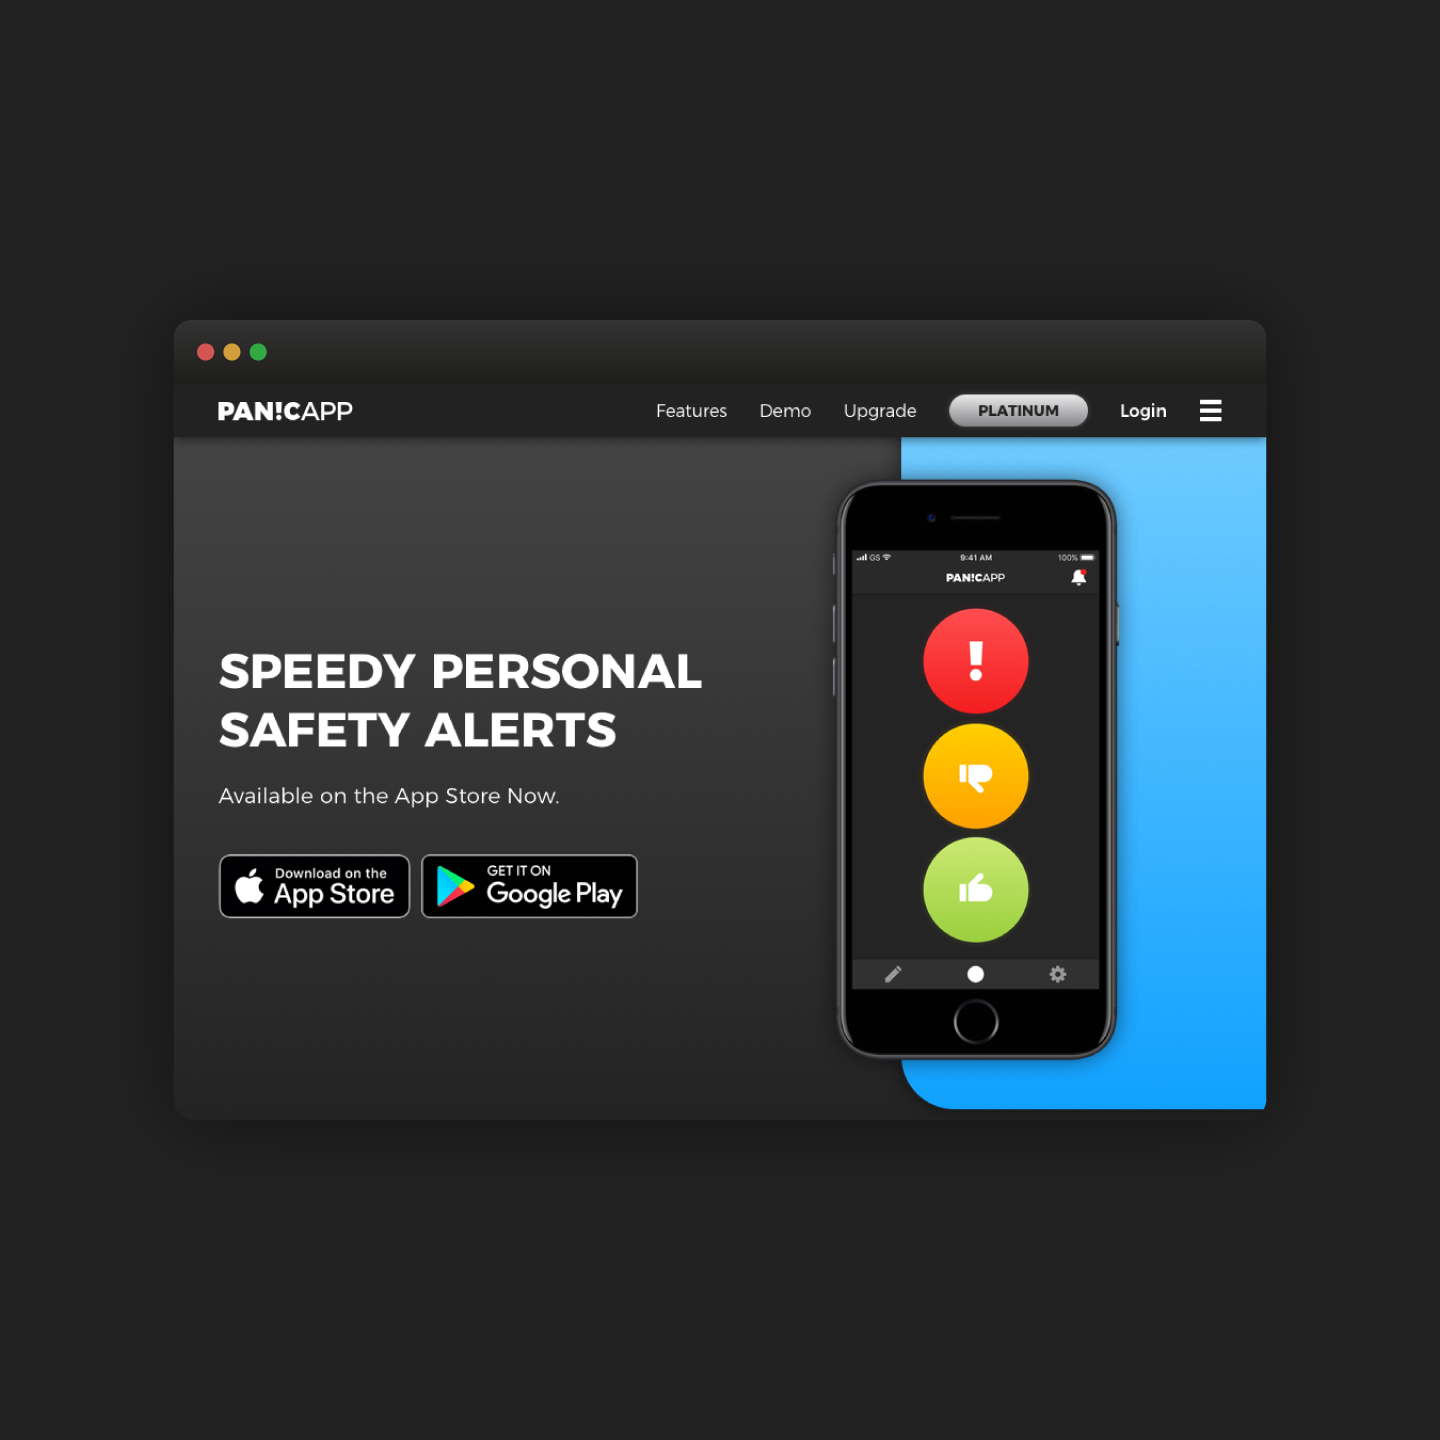 PAN!CAPP
Features Demo Upgrade PLATINUM Login
SPEEDY PERSONAL
SAFETY ALERTS
Available on the App Store Now.
Download on the
App Store
GET IT ON
Google Play
GS 9:41 AM 100%
PAN!CAPP
!